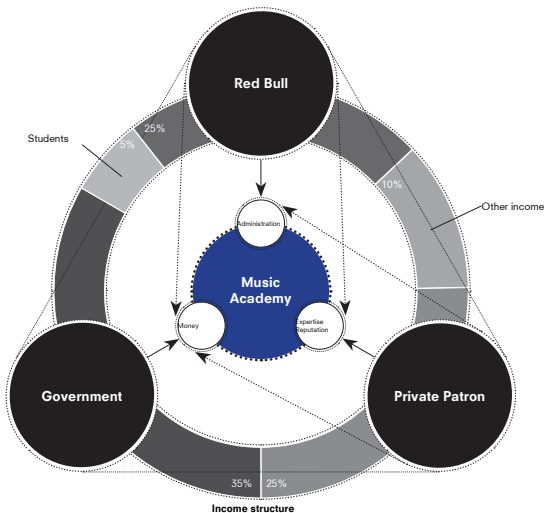 Red Bull
25%
5%
Students
10%
Other income
Administration
Music
Academy
Money
Expertise
Reputation
Government
Private Patron
35%
25%
Income structure